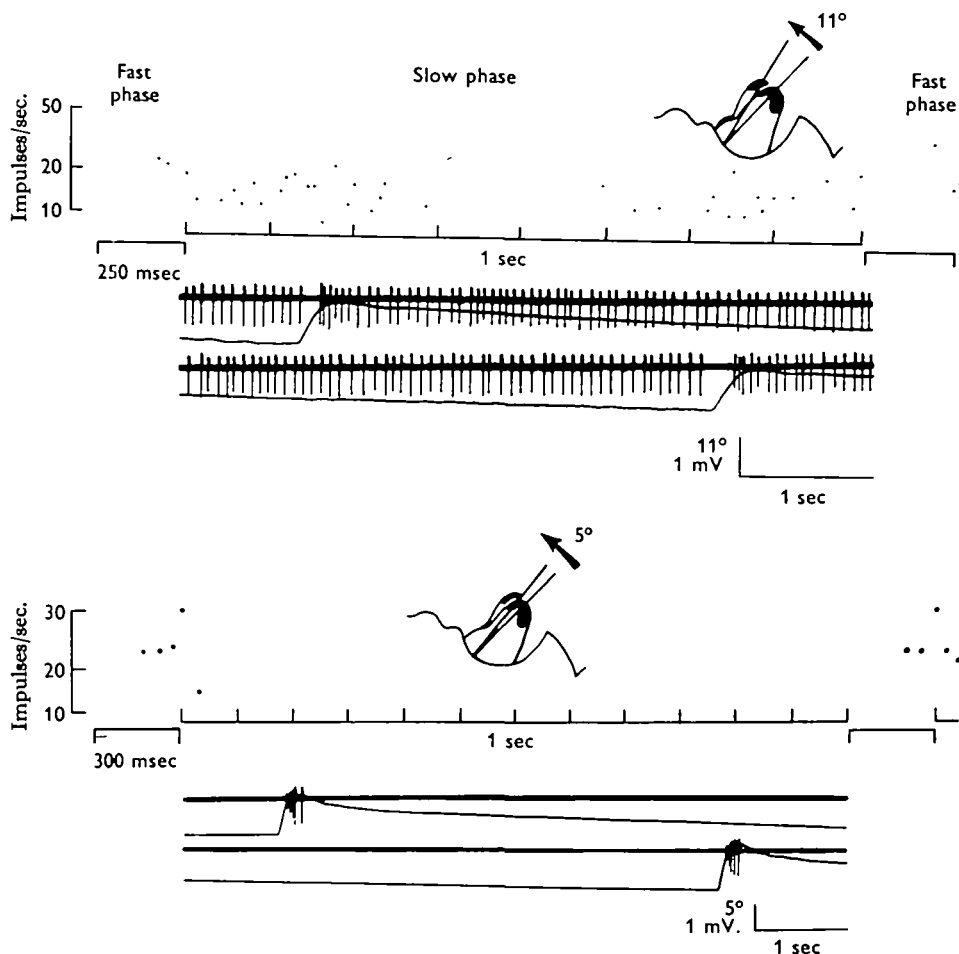 11°
Fast phase
Slow phase
Fast phase
Impulses/sec.
50
20
10
1 sec
250 msec
11°
1 mV
1 sec
5°
Impulses/sec.
30
20
10
1 sec
300 msec
5°
1 mV.
1 sec